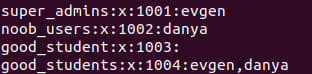 super_admins:x:1001:evgen
noob_users:x:1002:danya
good_student:x:1003:
good_students:x:1004:evgen,danya